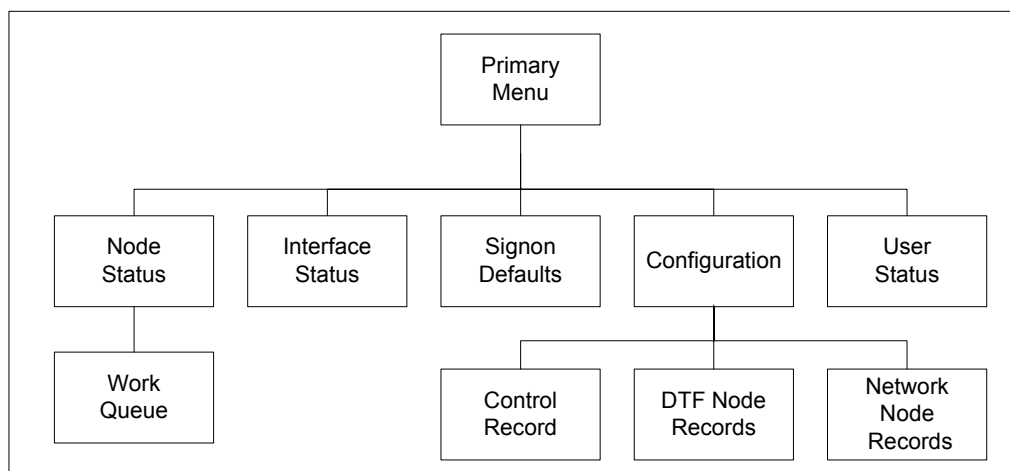 Primary
Menu
Node
Status
Interface
Status
Signon
Defaults
Configuration
User
Status
Work
Queue
Control
Record
DTF Node
Records
Network
Node
Records